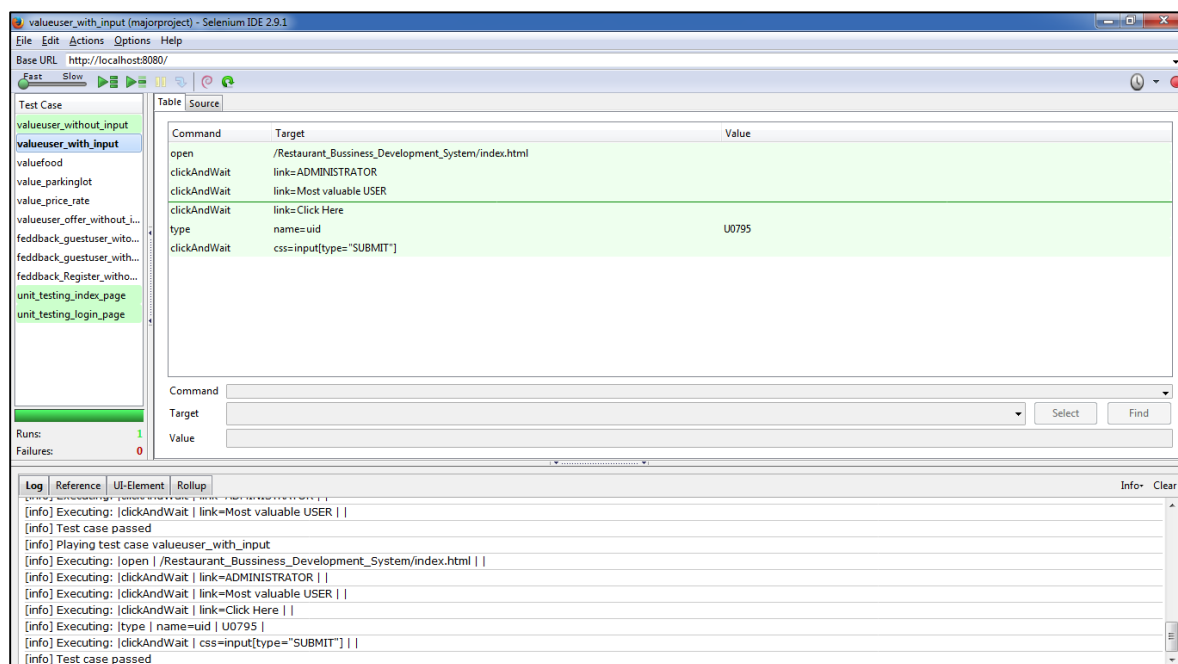 valueuser_with_input (majorproject) - Selenium IDE 2.9.1
File Edit Actions Options Help
Base URL http://localhost:8080/
Fast Slow
Test Case
valueuser_without_input
valueuser_with_input
valuefood
value_parkinglot
value_price_rate
valueuser_offer_without_i...
feddback_guestuser_wito...
feddback_guestuser_with...
feddback_Register_witho...
unit_testing_index_page
unit_testing_login_page
Runs: 1
Failures: 0
Table Source
Command Target Value
open /Restaurant_Bussiness_Development_System/index.html
clickAndWait link=ADMINISTRATOR
clickAndWait link=Most valuable USER
clickAndWait link=Click Here
type name=uid U0795
clickAndWait css=input[type="SUBMIT"]
Command
Target Select Find
Value
Log Reference UI-Element Rollup Info Clear
[info] Executing: |clickAndWait | link=ADMINISTRATOR | |
[info] Executing: |clickAndWait | link=Most valuable USER | |
[info] Test case passed
[info] Playing test case valueuser_with_input
[info] Executing: |open | /Restaurant_Bussiness_Development_System/index.html | |
[info] Executing: |clickAndWait | link=ADMINISTRATOR | |
[info] Executing: |clickAndWait | link=Most valuable USER | |
[info] Executing: |clickAndWait | link=Click Here | |
[info] Executing: |type | name=uid | U0795 |
[info] Executing: |clickAndWait | css=input[type="SUBMIT"] | |
[info] Test case passed